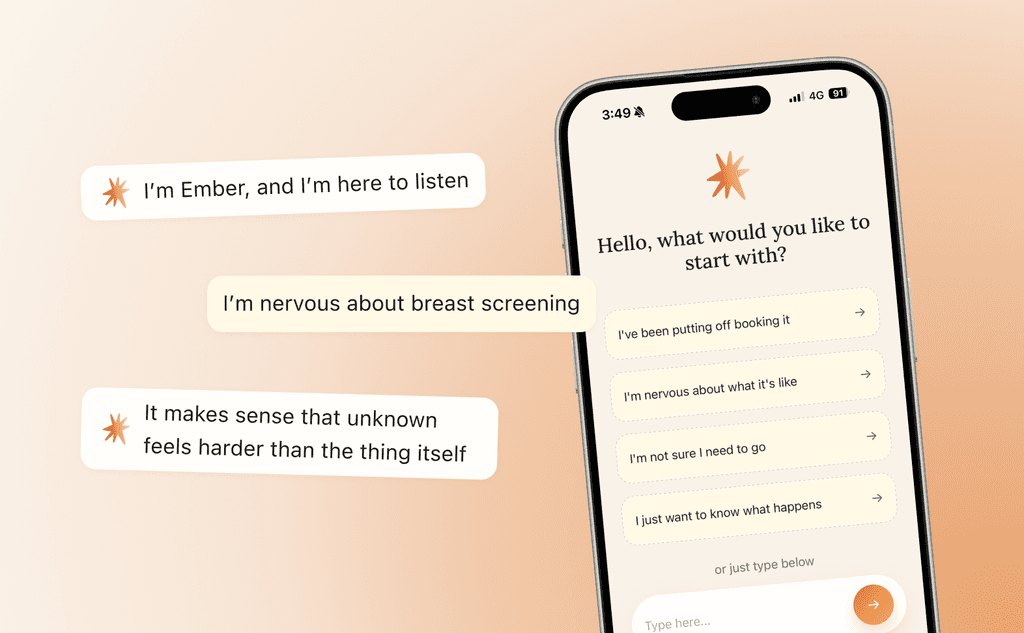 I’m Ember, and I’m here to listen
I’m nervous about breast screening
It makes sense that unknown
feels harder than the thing itself
3:49
4G
91
Hello, what would you like to
start with?
I've been putting off booking it
I'm nervous about what it's like
I'm not sure I need to go
I just want to know what happens
or just type below
Type here...